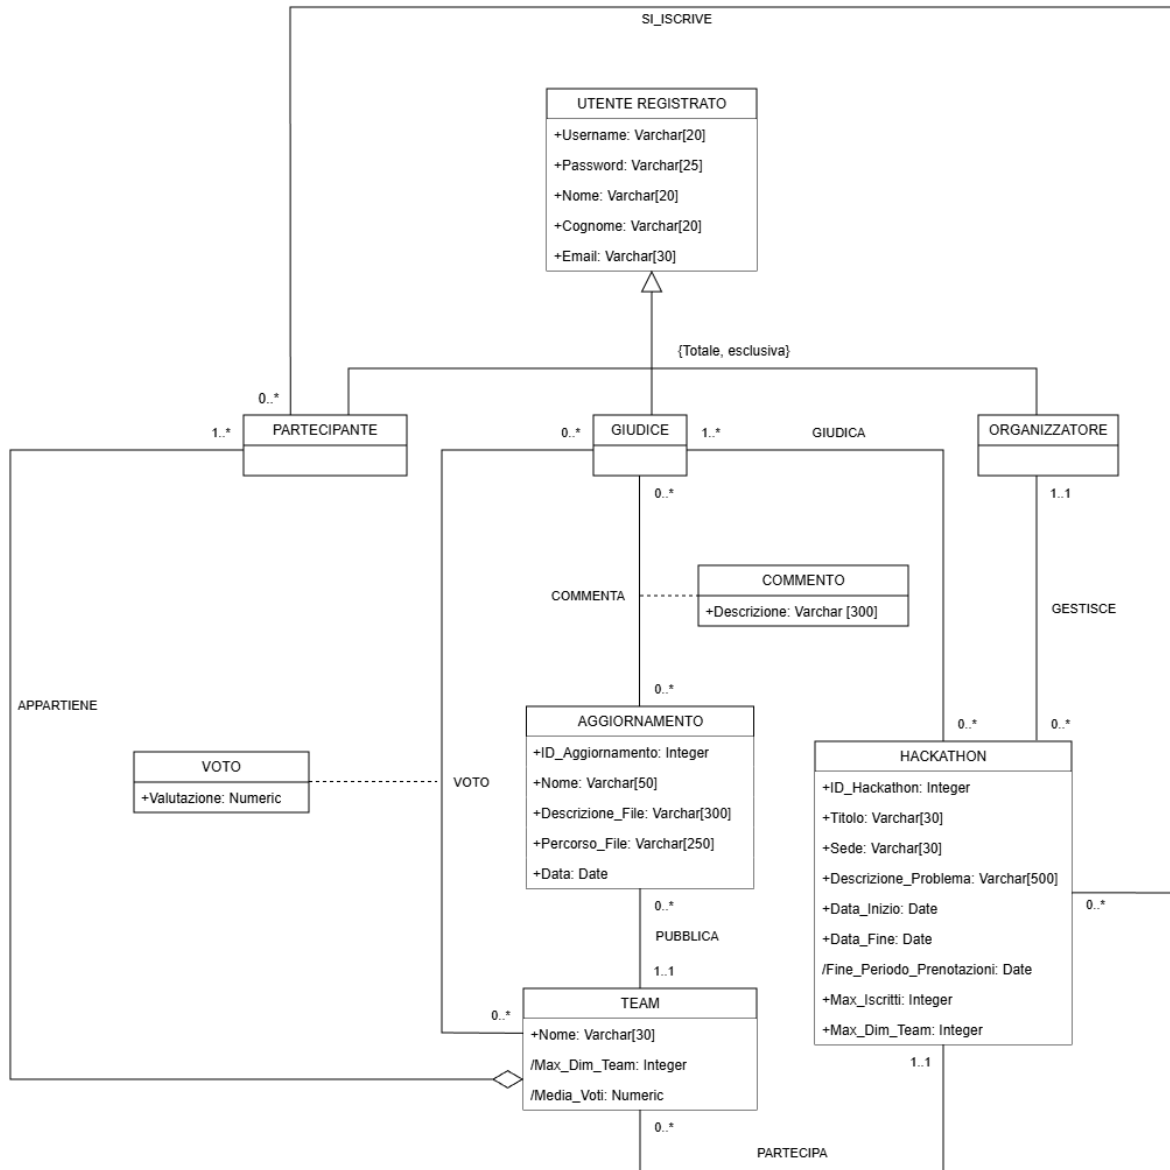 SI_ISCRIVE
UTENTE REGISTRATO
+Username: Varchar[20]
+Password: Varchar[25]
+Nome: Varchar[20]
+Cognome: Varchar[20]
+Email: Varchar[30]
{Totale, esclusiva}
0..*
1..*
PARTECIPANTE
0..*
GIUDICE
1..*
GIUDICA
ORGANIZZATORE
0..*
1..1
COMMENTA
COMMENTO
+Descrizione: Varchar [300]
GESTISCE
APPARTIENE
0..*
0..*
0..*
VOTO
+Valutazione: Numeric
VOTO
AGGIORNAMENTO
+ID_Aggiornamento: Integer
+Nome: Varchar[50]
+Descrizione_File: Varchar[300]
+Percorso_File: Varchar[250]
+Data: Date
HACKATHON
+ID_Hackathon: Integer
+Titolo: Varchar[30]
+Sede: Varchar[30]
+Descrizione_Problema: Varchar[500]
+Data_Inizio: Date
+Data_Fine: Date
/Fine_Periodo_Prenotazioni: Date
+Max_Iscritti: Integer
+Max_Dim_Team: Integer
0..*
0..*
PUBBLICA
1..1
0..*
TEAM
+Nome: Varchar[30]
/Max_Dim_Team: Integer
/Media_Voti: Numeric
1..1
0..*
PARTECIPA